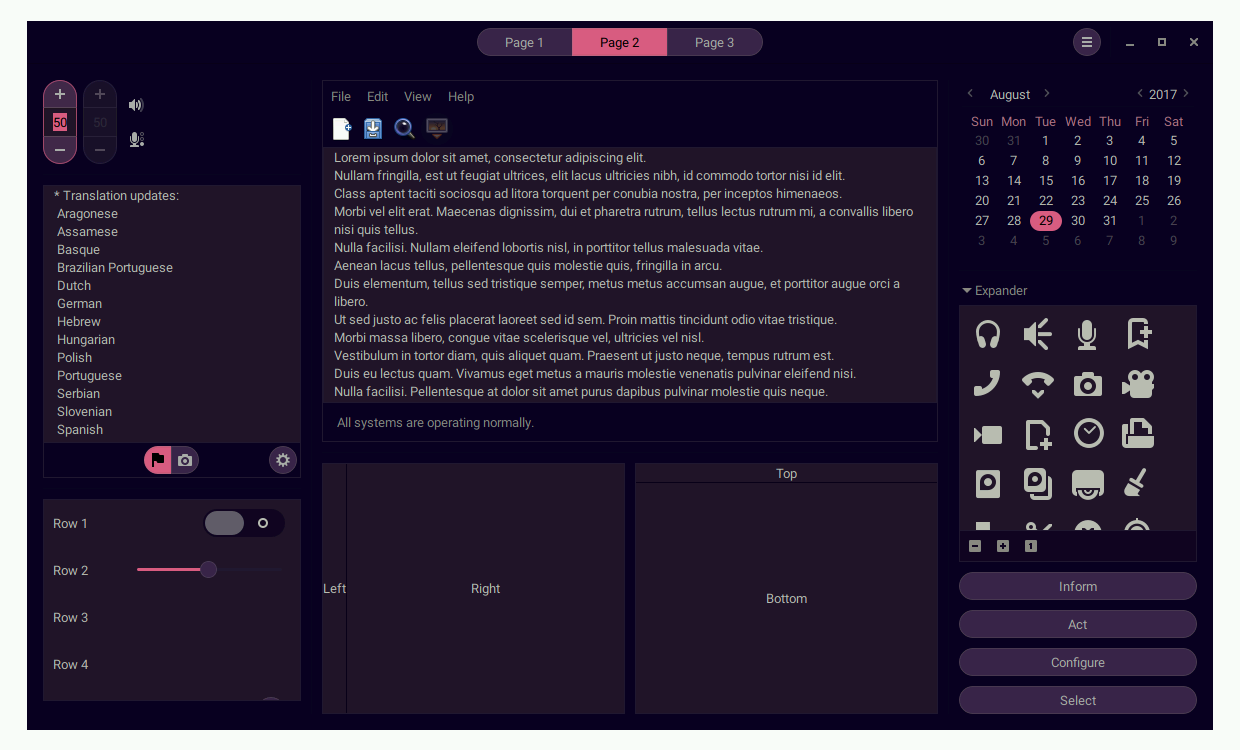 Page 1
Page 2
Page 3
50
50
* Translation updates:
Aragonese
Assamese
Basque
Brazilian Portuguese
Dutch
German
Hebrew
Hungarian
Polish
Portuguese
Serbian
Slovenian
Spanish
Row 1
Row 2
Row 3
Row 4
File Edit View Help
Lorem ipsum dolor sit amet, consectetur adipiscing elit.
Nullam fringilla, est ut feugiat ultrices, elit lacus ultricies nibh, id commodo tortor nisi id elit.
Class aptent taciti sociosqu ad litora torquent per conubia nostra, per inceptos himenaeos.
Morbi vel elit erat. Maecenas dignissim, dui et pharetra rutrum, tellus lectus rutrum mi, a convallis libero
nisi quis tellus.
Nulla facilisi. Nullam eleifend lobortis nisl, in porttitor tellus malesuada vitae.
Aenean lacus tellus, pellentesque quis molestie quis, fringilla in arcu.
Duis elementum, tellus sed tristique semper, metus metus accumsan augue, et porttitor augue orci a
libero.
Ut sed justo ac felis placerat laoreet sed id sem. Proin mattis tincidunt odio vitae tristique.
Morbi massa libero, congue vitae scelerisque vel, ultricies vel nisl.
Vestibulum in tortor diam, quis aliquet quam. Praesent ut justo neque, tempus rutrum est.
Duis eu lectus quam. Vivamus eget metus a mauris molestie venenatis pulvinar eleifend nisi.
Nulla facilisi. Pellentesque at dolor sit amet purus dapibus pulvinar molestie quis neque.
All systems are operating normally.
Left
Right
Top
Bottom
August 2017
Sun Mon Tue Wed Thu Fri Sat
30 31 1 2 3 4 5
6 7 8 9 10 11 12
13 14 15 16 17 18 19
20 21 22 23 24 25 26
27 28 29 30 31 1 2
3 4 5 6 7 8 9
Expander
1
Inform
Act
Configure
Select